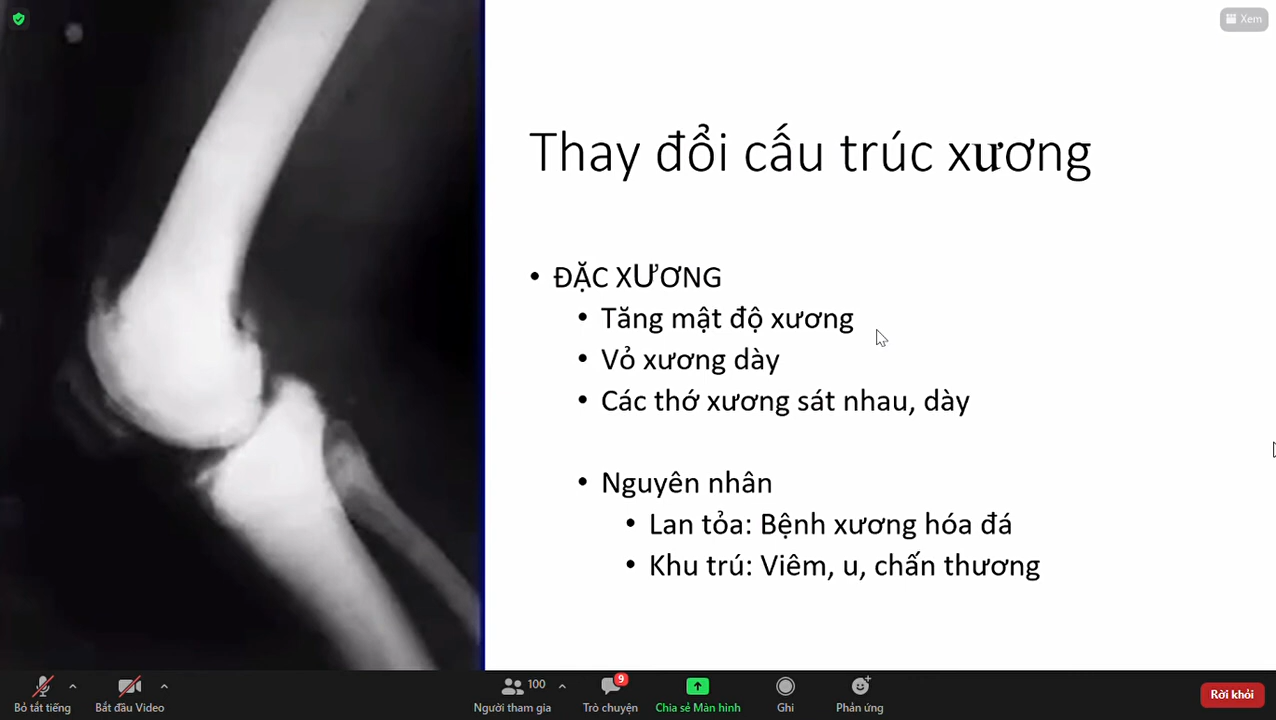 Xem
Thay đổi cấu trúc xương
• ĐẶC XƯƠNG
• Tăng mật độ xương
• Vỏ xương dày
• Các thớ xương sát nhau, dày
• Nguyên nhân
• Lan tỏa: Bệnh xương hóa đá
• Khu trú: Viêm, u, chấn thương
100
9
Bỏ tắt tiếng
Bắt đầu Video
Người tham gia
Trò chuyện
Chia sẻ Màn hình
Ghi
Phản ứng
Rời khỏi